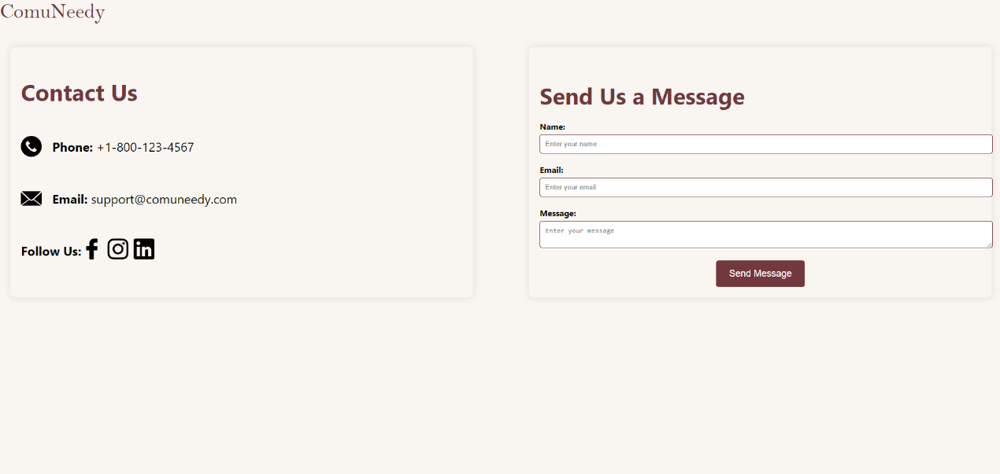 ComuNeedy
Contact Us
Phone: +1-800-123-4567
Email: support@comuneedy.com
Follow Us:
Send Us a Message
Name:
Enter your name
Email:
Enter your email
Message:
Enter your message
Send Message